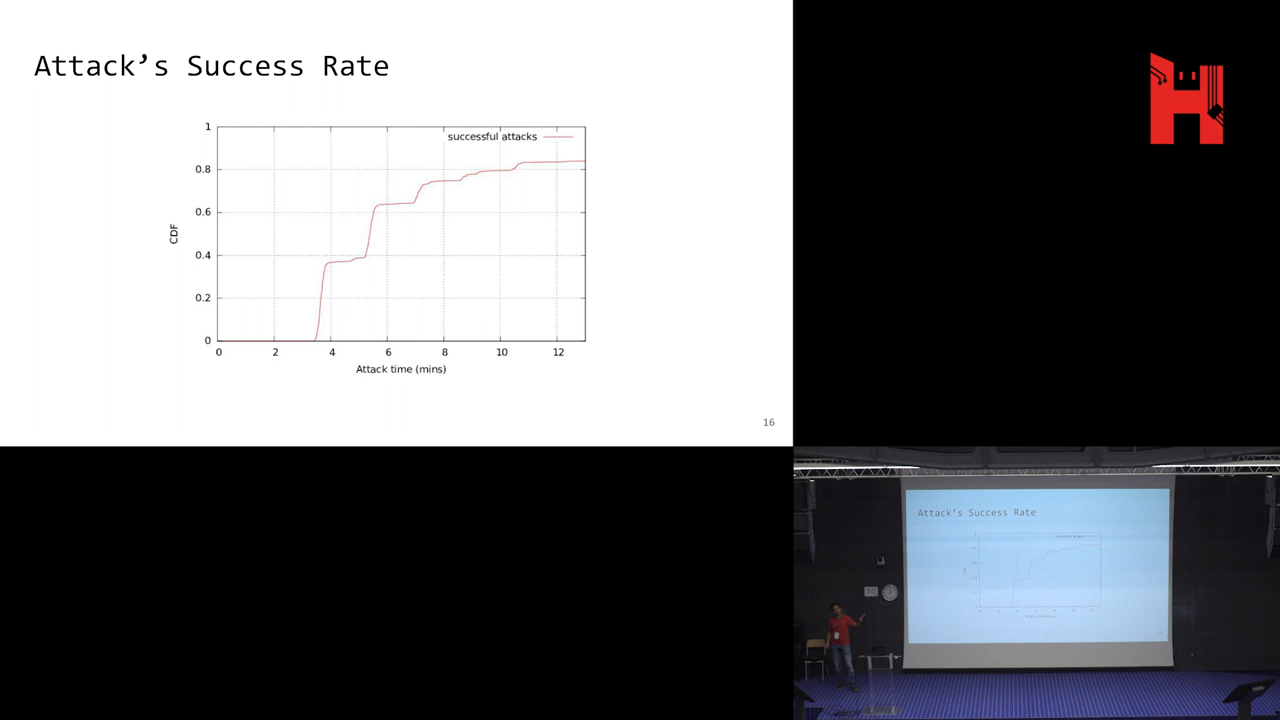 Attack’s Success Rate
successful attacks
1
0.8
0.6
0.4
0.2
0
CDF
0 2 4 6 8 10 12
Attack time (mins)
16
H
Attack’s Success Rate